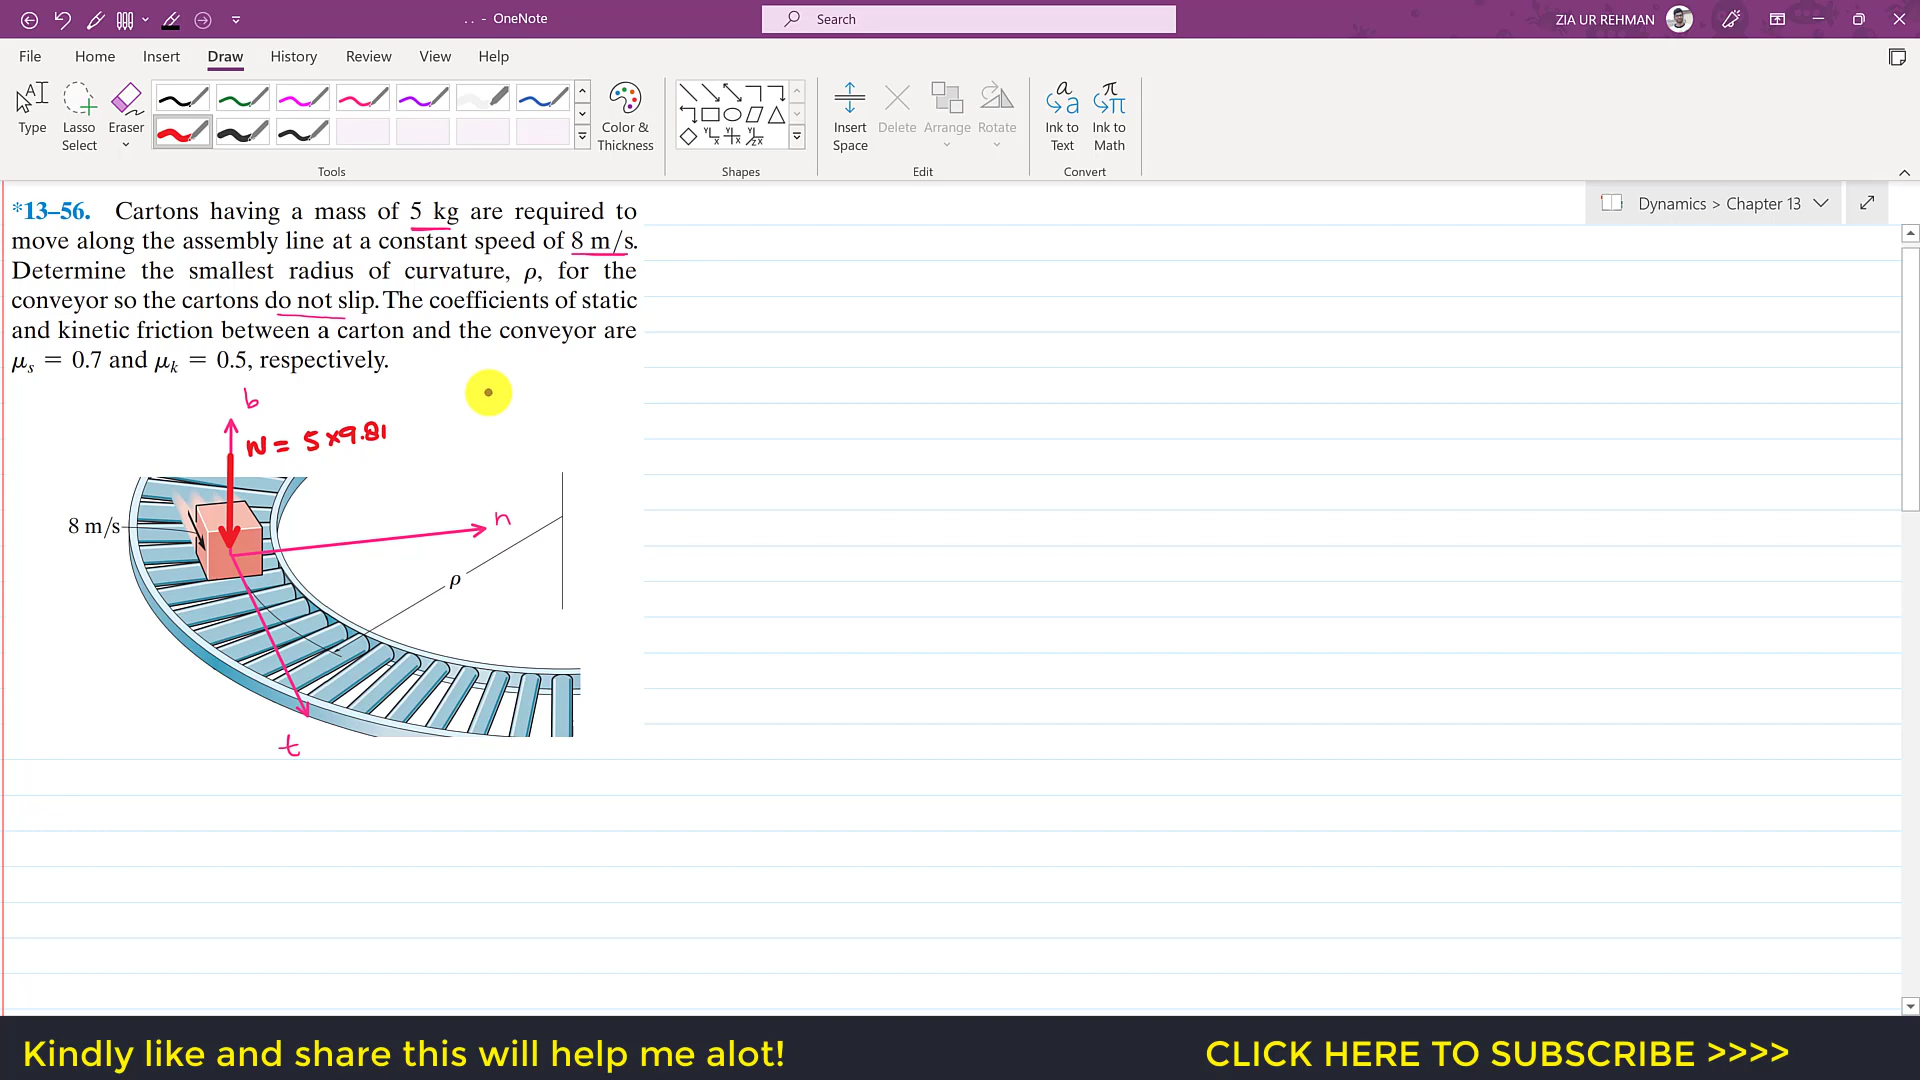 . . - OneNote
Search
ZIA UR REHMAN
File Home Insert Draw History Review View Help
Type
Lasso Select
Eraser
Color & Thickness
Insert Space
Delete
Arrange
Rotate
Ink to Text
Ink to Math
Tools
Shapes
Edit
Convert
Dynamics > Chapter 13
*13–56. Cartons having a mass of 5 kg are required to
move along the assembly line at a constant speed of 8 m/s.
Determine the smallest radius of curvature, ρ, for the
conveyor so the cartons do not slip. The coefficients of static
and kinetic friction between a carton and the conveyor are
μs = 0.7 and μk = 0.5, respectively.
b
W = 5×9.81
8 m/s
n
ρ
t
Kindly like and share this will help me alot!
CLICK HERE TO SUBSCRIBE >>>>